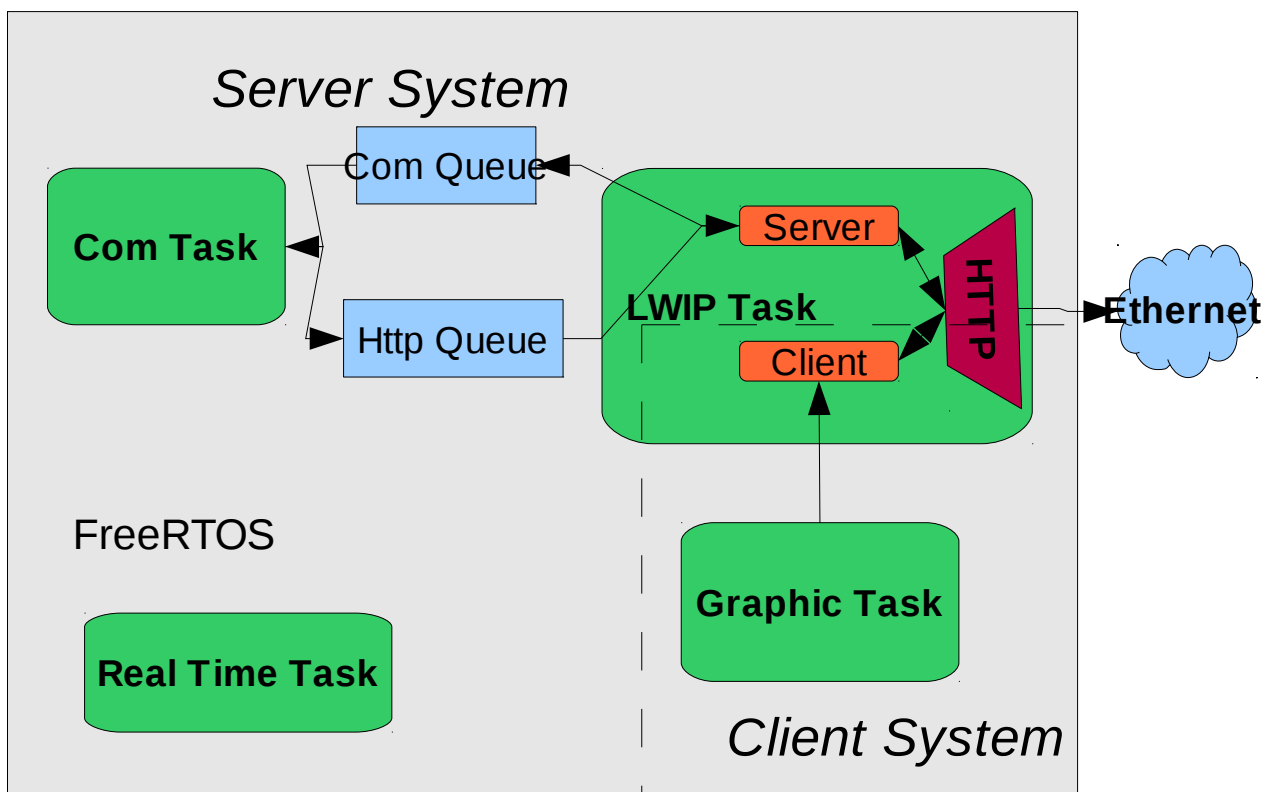 Server System
Com Queue
Com Task
Server
HTTP
LWIP Task
Ethernet
Http Queue
Client
FreeRTOS
Graphic Task
Real Time Task
Client System